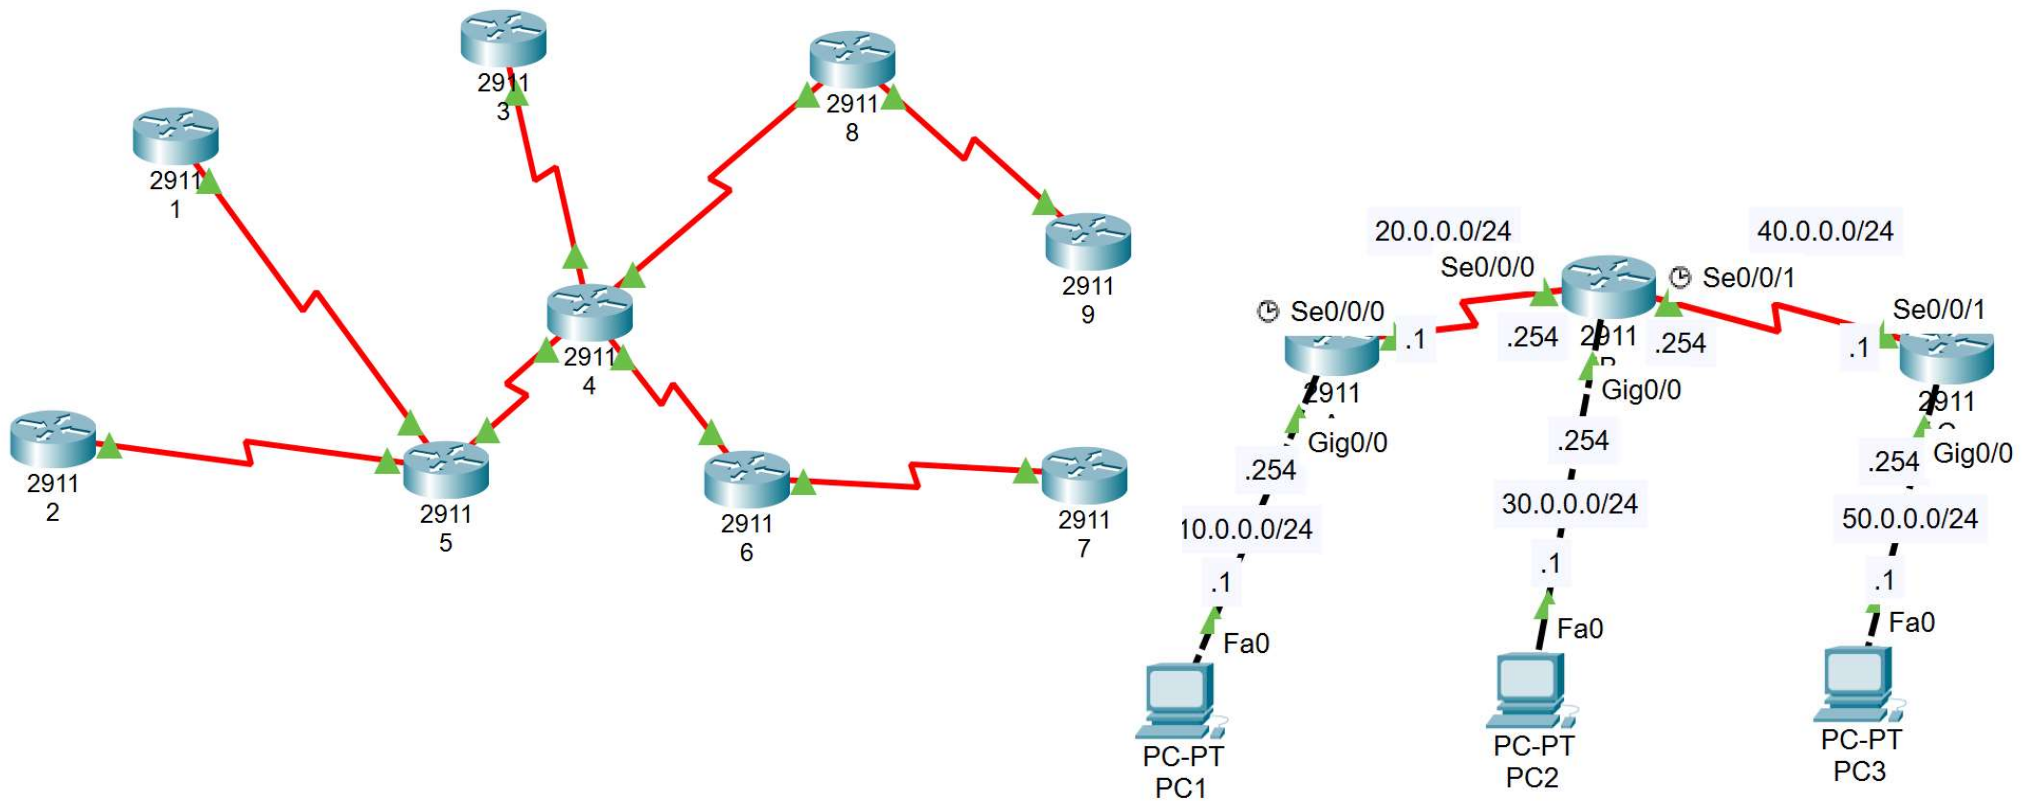 2911
3
2911
8
2911
1
2911
9
2911
4
2911
2
2911
5
2911
6
2911
7
20.0.0.0/24
40.0.0.0/24
Se0/0/0
Se0/0/1
Se0/0/0
Se0/0/1
.1
.254
2911
.254
.1
2911
Gig0/0
2911
Gig0/0
.254
.254
.254
Gig0/0
10.0.0.0/24
30.0.0.0/24
50.0.0.0/24
.1
.1
.1
Fa0
Fa0
Fa0
PC-PT
PC1
PC-PT
PC2
PC-PT
PC3